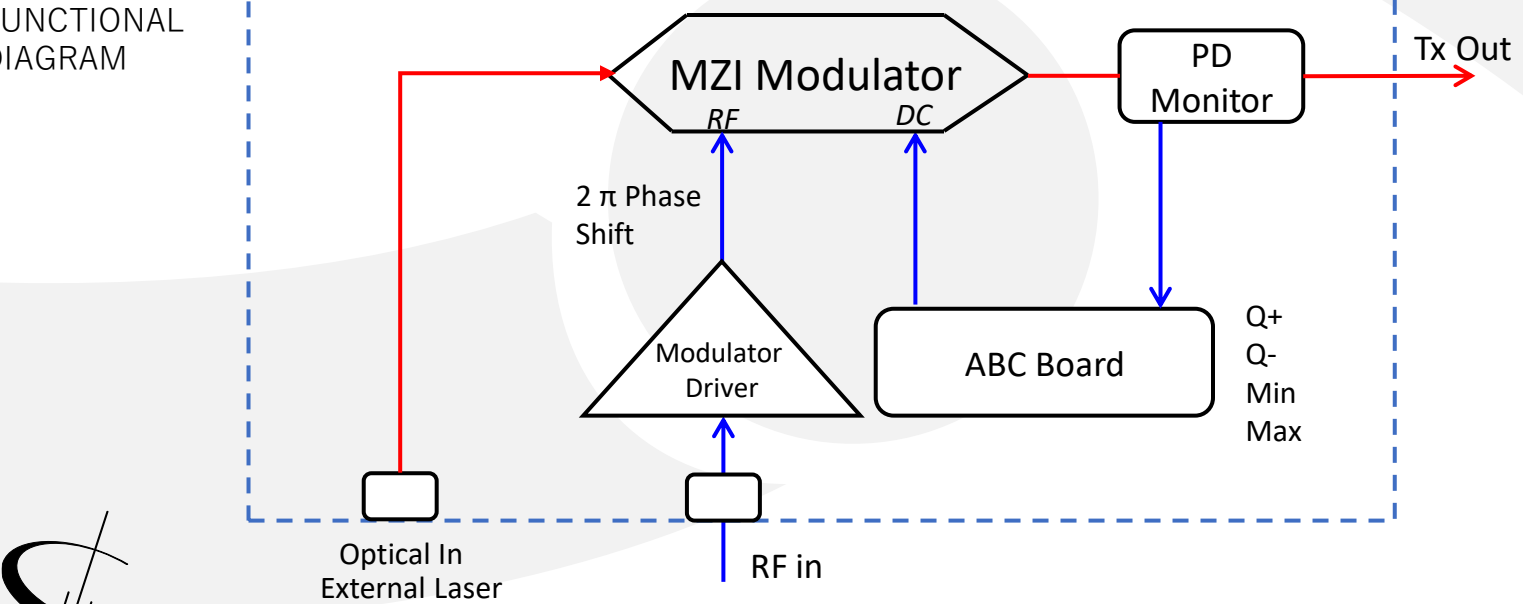 UNCTIONAL
IAGRAM
MZI Modulator
RF
DC
PD
Monitor
Tx Out
2 π Phase
Shift
Modulator
Driver
ABC Board
Q+
Q-
Min
Max
Optical In
External Laser
RF in